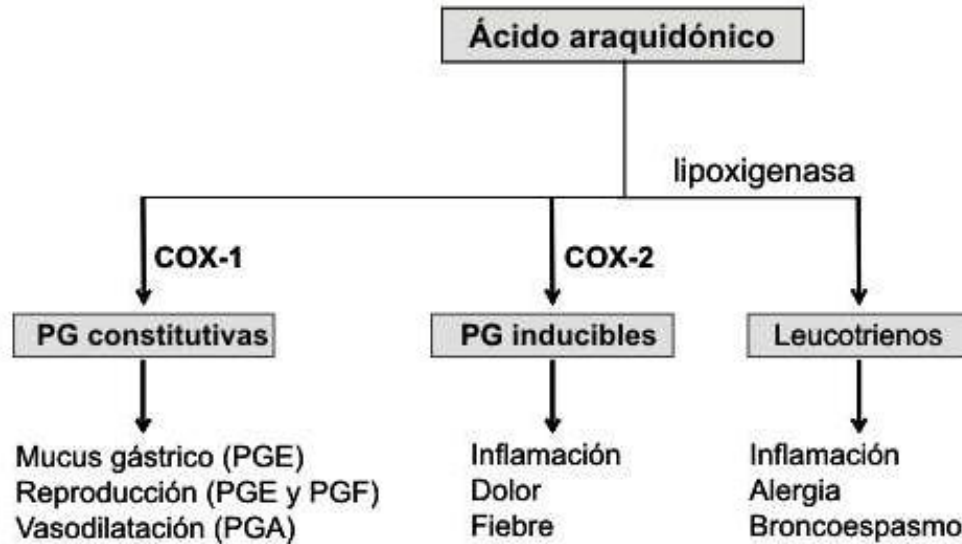 Ácido araquidónico
lipoxigenasa
COX-1
COX-2
PG constitutivas
PG inducibles
Leucotrienos
Mucus gástrico (PGE)
Reproducción (PGE y PGF)
Vasodilatación (PGA)
Inflamación
Dolor
Fiebre
Inflamación
Alergia
Broncoespasmo